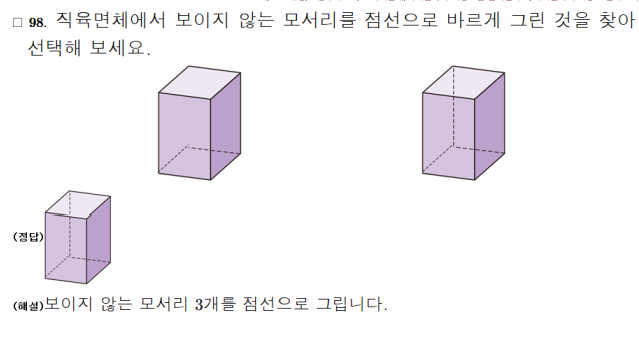 □ 98. 직육면체에서 보이지 않는 모서리를 점선으로 바르게 그린 것을 찾아
선택해 보세요.
(정답)
(해설)보이지 않는 모서리 3개를 점선으로 그립니다.